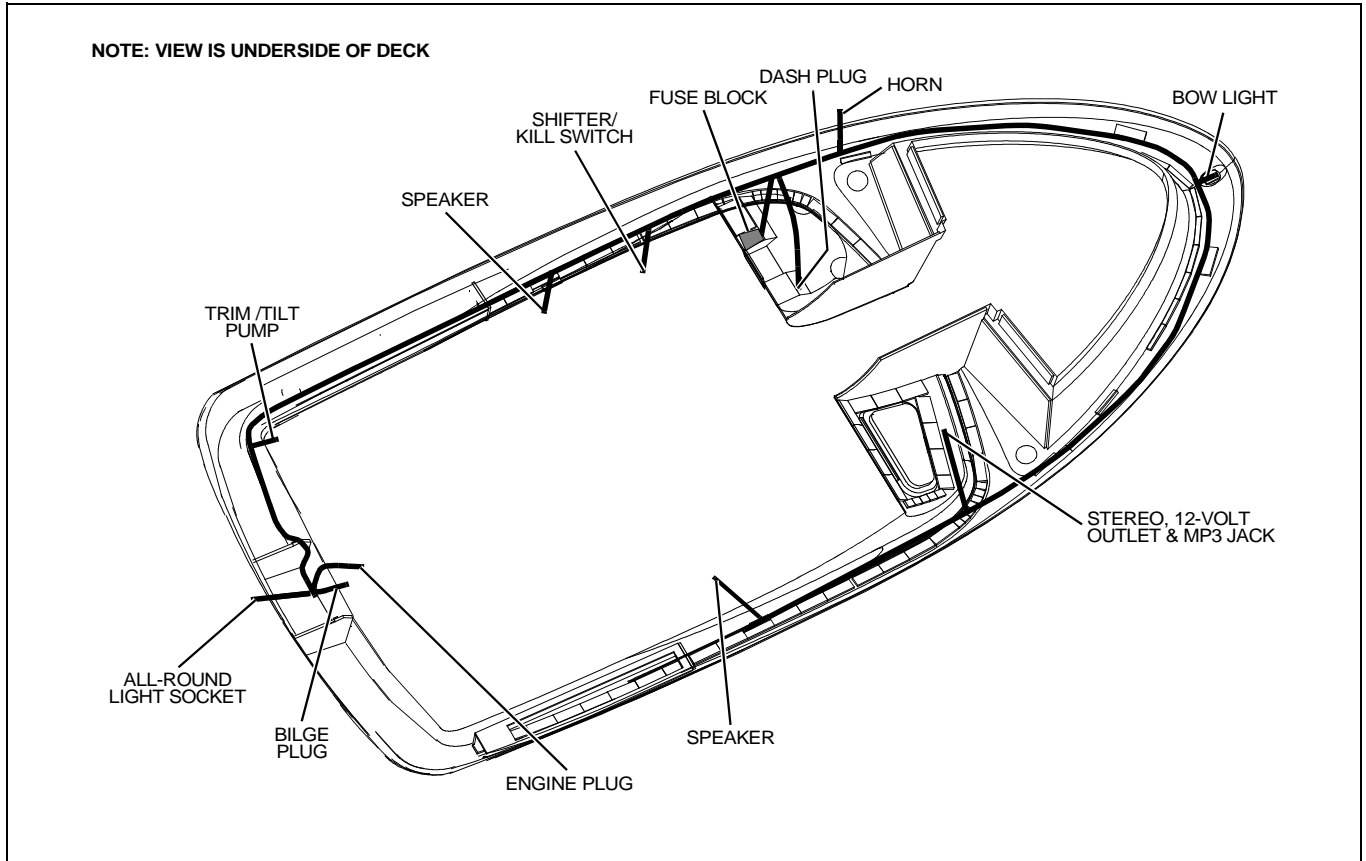 NOTE: VIEW IS UNDERSIDE OF DECK
DASH PLUG
HORN
FUSE BLOCK
BOW LIGHT
SHIFTER/
KILL SWITCH
SPEAKER
TRIM /TILT
PUMP
STEREO, 12-VOLT
OUTLET & MP3 JACK
ALL-ROUND
LIGHT SOCKET
BILGE
PLUG
SPEAKER
ENGINE PLUG